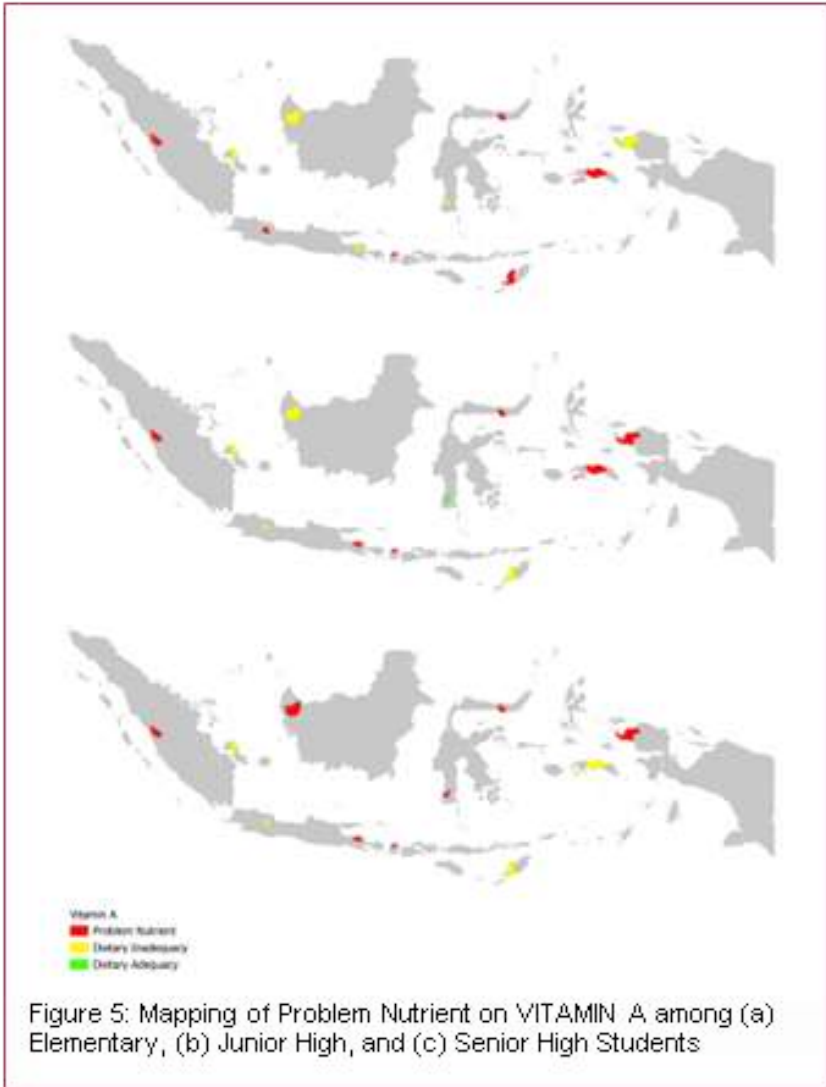 Vitamin A
Problem Nutrient
Dietary Inadequacy
Dietary Adequacy
Figure 5: Mapping of Problem Nutrient on VITAMIN A among (a)
Elementary, (b) Junior High, and (c) Senior High Students